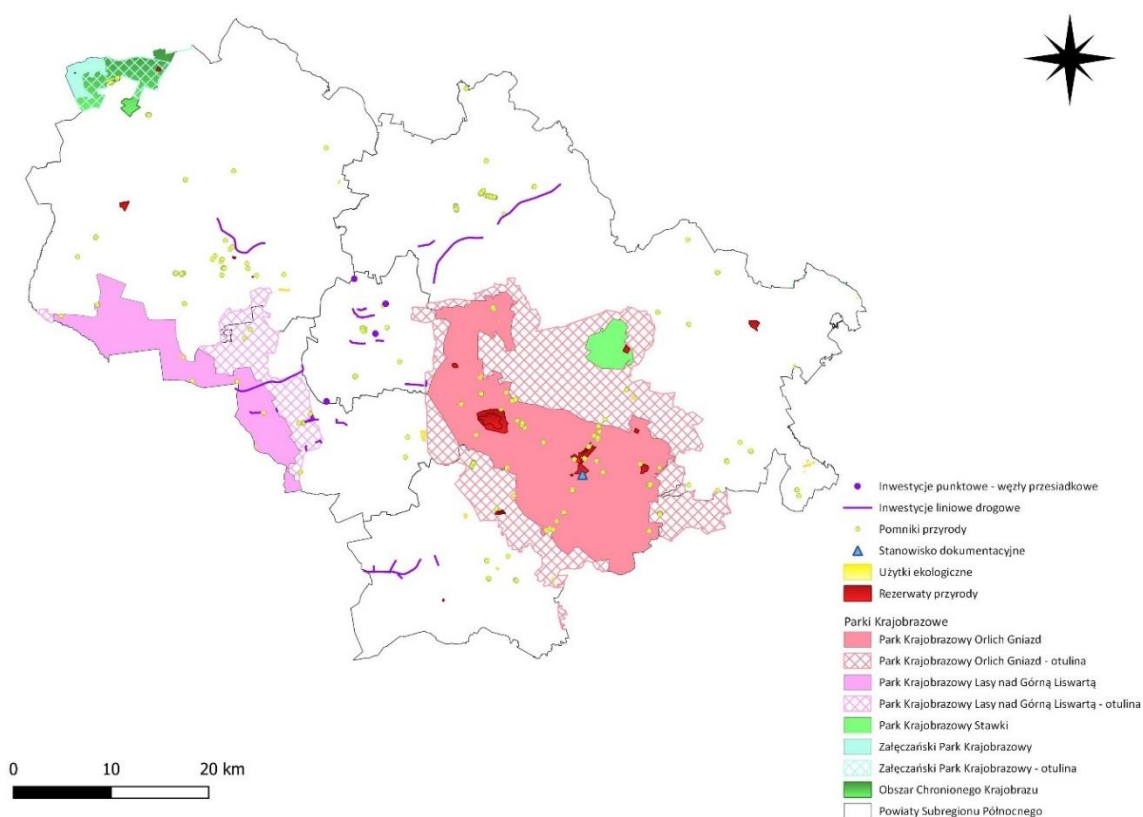 Inwestycje punktowe - węzły przesiadkowe
Inwestycje liniowe drogowe
Pomniki przyrody
Stanowisko dokumentacyjne
Użytki ekologiczne
Rezerwaty przyrody
Parki Krajobrazowe
Park Krajobrazowy Orlich Gniazd
Park Krajobrazowy Orlich Gniazd - otulina
Park Krajobrazowy Lasy nad Górną Liswartą
Park Krajobrazowy Lasy nad Górną Liswartą - otulina
Park Krajobrazowy Stawki
Załęczański Park Krajobrazowy
Załęczański Park Krajobrazowy - otulina
Obszar Chronionego Krajobrazu
Powiaty Subregionu Północnego
0 10 20 km